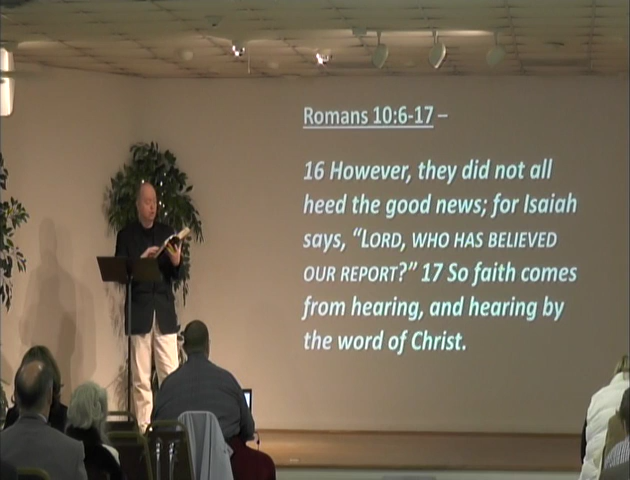 Romans 10:6-17 –
16 However, they did not all
heed the good news; for Isaiah
says, “LORD, WHO HAS BELIEVED
OUR REPORT?” 17 So faith comes
from hearing, and hearing by
the word of Christ.